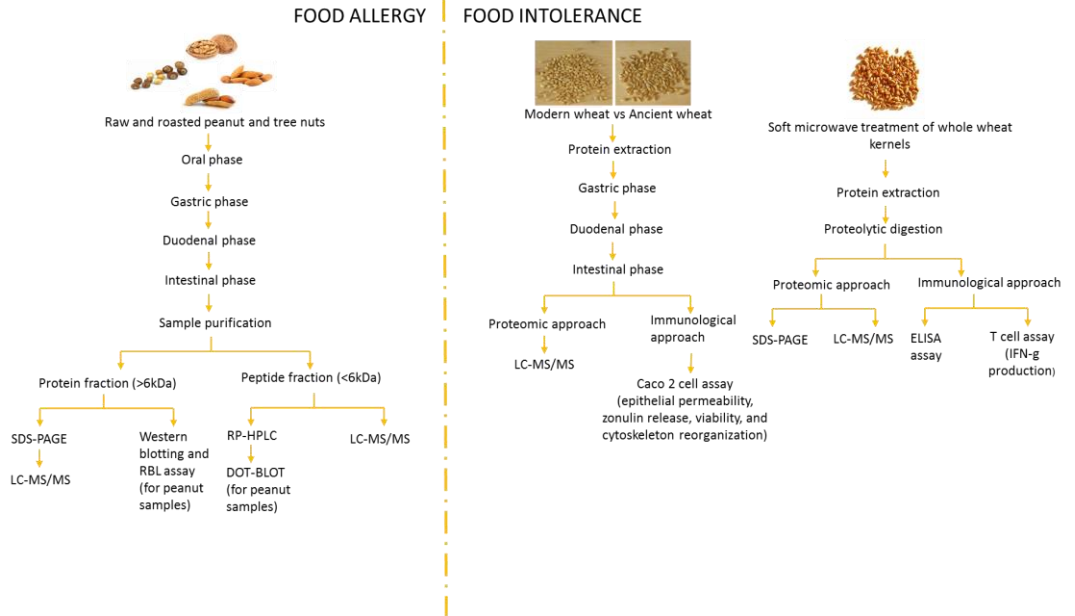 FOOD ALLERGY
Raw and roasted peanut and tree nuts
Oral phase
Gastric phase
Duodenal phase
Intestinal phase
Sample purification
Protein fraction (>6kDa)
Peptide fraction (<6kDa)
SDS-PAGE
LC-MS/MS
Western
blotting and
RBL assay
(for peanut
samples)
RP-HPLC
DOT-BLOT
(for peanut
samples)
LC-MS/MS
FOOD INTOLERANCE
Modern wheat vs Ancient wheat
Protein extraction
Gastric phase
Duodenal phase
Intestinal phase
Proteomic approach
LC-MS/MS
Immunological
approach
Caco 2 cell assay
(epithelial permeability,
zonulin release, viability, and
cytoskeleton reorganization)
Soft microwave treatment of whole wheat
kernels
Protein extraction
Proteolytic digestion
Proteomic approach
SDS-PAGE
LC-MS/MS
Immunological approach
ELISA
assay
T cell assay
(IFN-g
production)